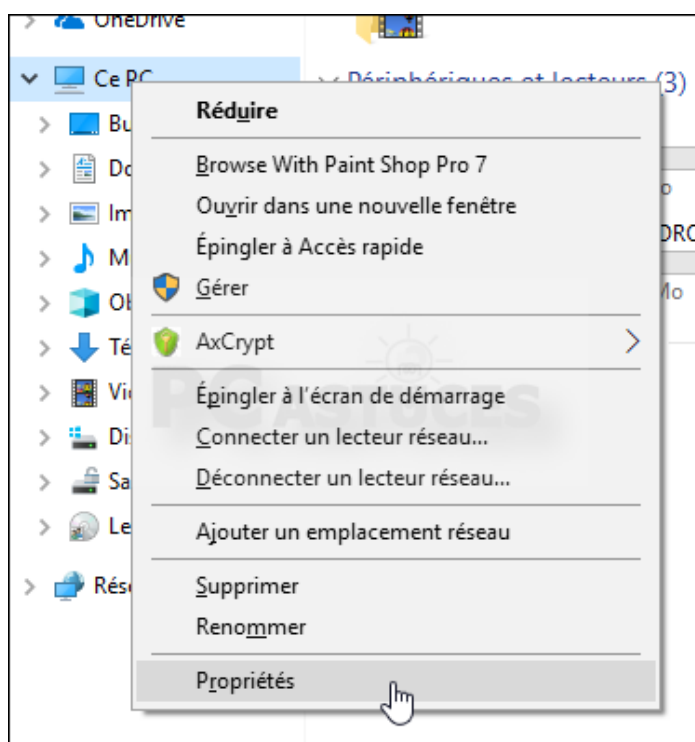 OneDrive
Ce PC
Périphériques et lecteurs (3)
Réduire
Browse With Paint Shop Pro 7
Ouvrir dans une nouvelle fenêtre
Épingler à Accès rapide
Gérer
AxCrypt
Épingler à l'écran de démarrage
Connecter un lecteur réseau...
Déconnecter un lecteur réseau...
Ajouter un emplacement réseau
Supprimer
Renommer
Propriétés
PC ASTUCES